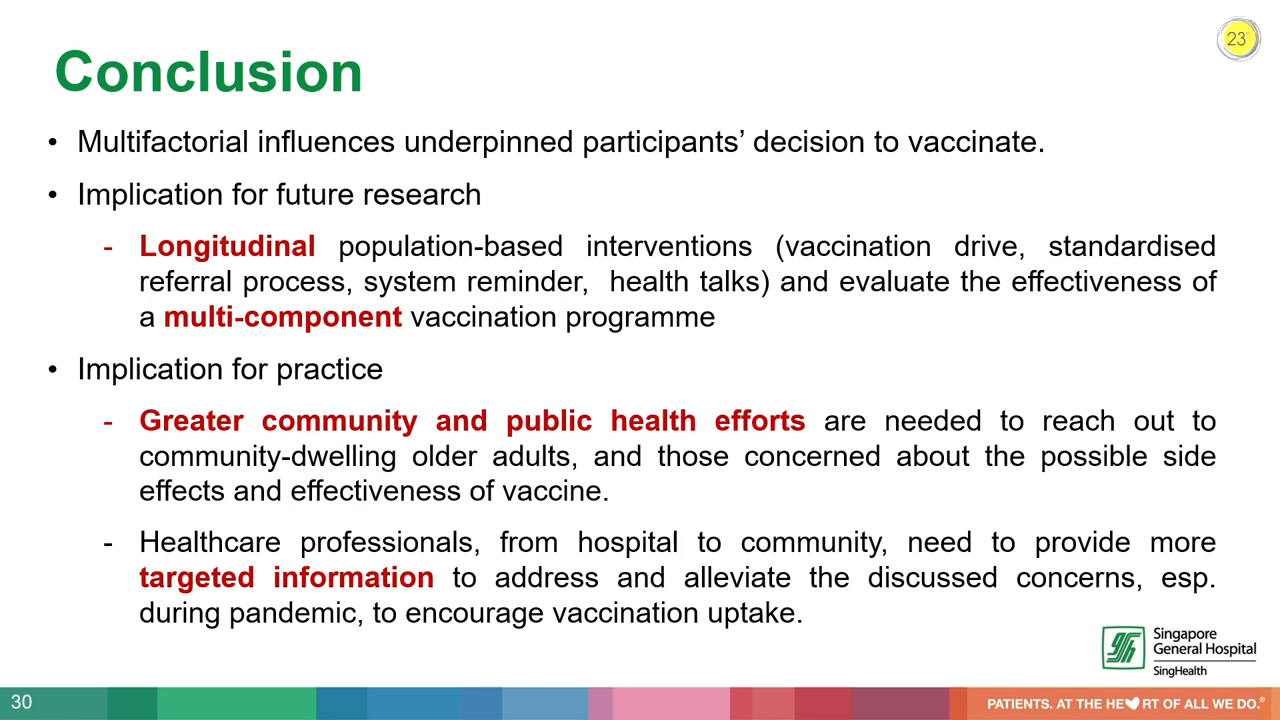 23
Conclusion
• Multifactorial influences underpinned participants’ decision to vaccinate.
• Implication for future research
- Longitudinal population-based interventions (vaccination drive, standardised
referral process, system reminder, health talks) and evaluate the effectiveness of
a multi-component vaccination programme
• Implication for practice
- Greater community and public health efforts are needed to reach out to
community-dwelling older adults, and those concerned about the possible side
effects and effectiveness of vaccine.
- Healthcare professionals, from hospital to community, need to provide more
targeted information to address and alleviate the discussed concerns, esp.
during pandemic, to encourage vaccination uptake.
Singapore
General Hospital
SingHealth
30
PATIENTS. AT THE HE❤RT OF ALL WE DO.®